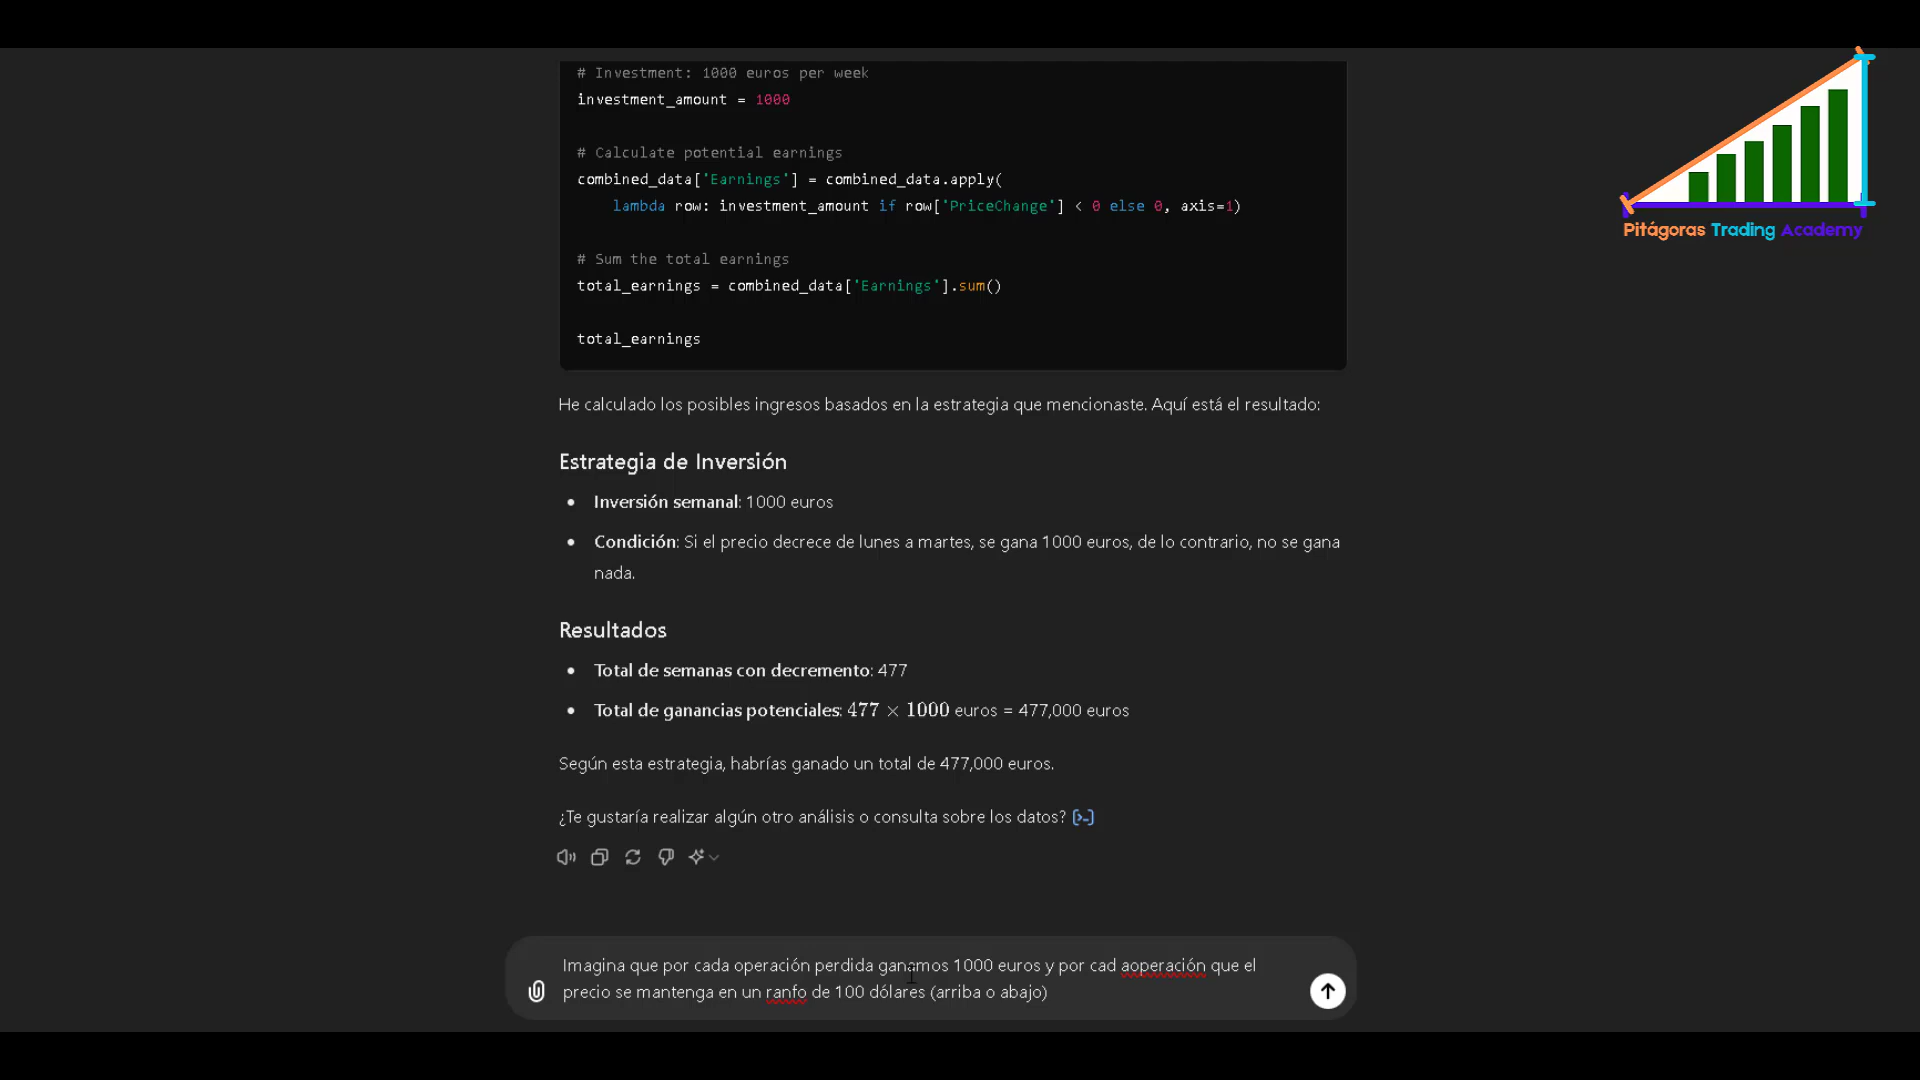 # Investment: 1000 euros per week
investment_amount = 1000
# Calculate potential earnings
combined_data['Earnings'] = combined_data.apply(
lambda row: investment_amount if row['PriceChange'] < 0 else 0, axis=1)
# Sum the total earnings
total_earnings = combined_data['Earnings'].sum()
total_earnings
Pitágoras Trading Academy
He calculado los posibles ingresos basados en la estrategia que mencionaste. Aquí está el resultado:
Estrategia de Inversión
• Inversión semanal: 1000 euros
• Condición: Si el precio decrece de lunes a martes, se gana 1000 euros, de lo contrario, no se gana
nada.
Resultados
• Total de semanas con decremento: 477
• Total de ganancias potenciales: 477 × 1000 euros = 477,000 euros
Según esta estrategia, habrías ganado un total de 477,000 euros.
¿Te gustaría realizar algún otro análisis o consulta sobre los datos? [>-]
Imagina que por cada operación perdida ganamos 1000 euros y por cad aoperación que el
precio se mantenga en un ranfo de 100 dólares (arriba o abajo)